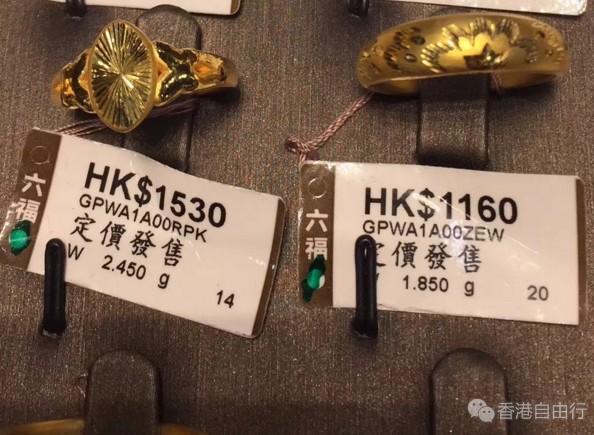 六福
HK$1530
GPWA1A00RPK
定價發售
W 2.450 g
14
六福
HK$1160
GPWA1A00ZEW
定價發售
1.850 g
20
香港自由行